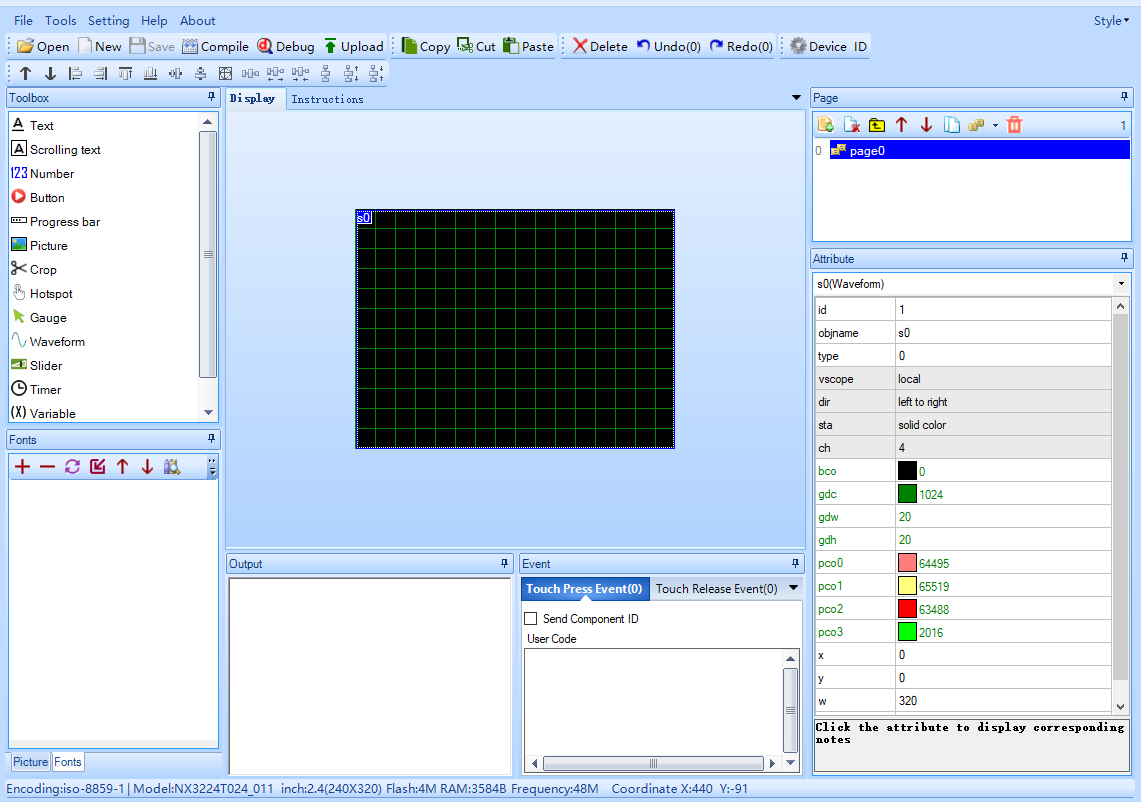 File Tools Setting Help About Style
Open New Save Compile Debug Upload Copy Cut Paste Delete Undo(0) Redo(0) Device ID
Toolbox
A Text
A Scrolling text
123 Number
Button
Progress bar
Picture
Crop
Hotspot
Gauge
Waveform
Slider
Timer
(X) Variable
Fonts
Picture Fonts
Display Instructions
s0
Output
Event
Touch Press Event(0) Touch Release Event(0)
Send Component ID
User Code
Page
1
0 page0
Attribute
s0(Waveform)
id 1
objname s0
type 0
vscope local
dir left to right
sta solid color
ch 4
bco 0
gdc 1024
gdw 20
gdh 20
pco0 64495
pco1 65519
pco2 63488
pco3 2016
x 0
y 0
w 320
Click the attribute to display corresponding
notes
Encoding:iso-8859-1 Model:NX3224T024_011 inch:2.4(240X320) Flash:4M RAM:3584B Frequency:48M Coordinate X:440 Y:-91